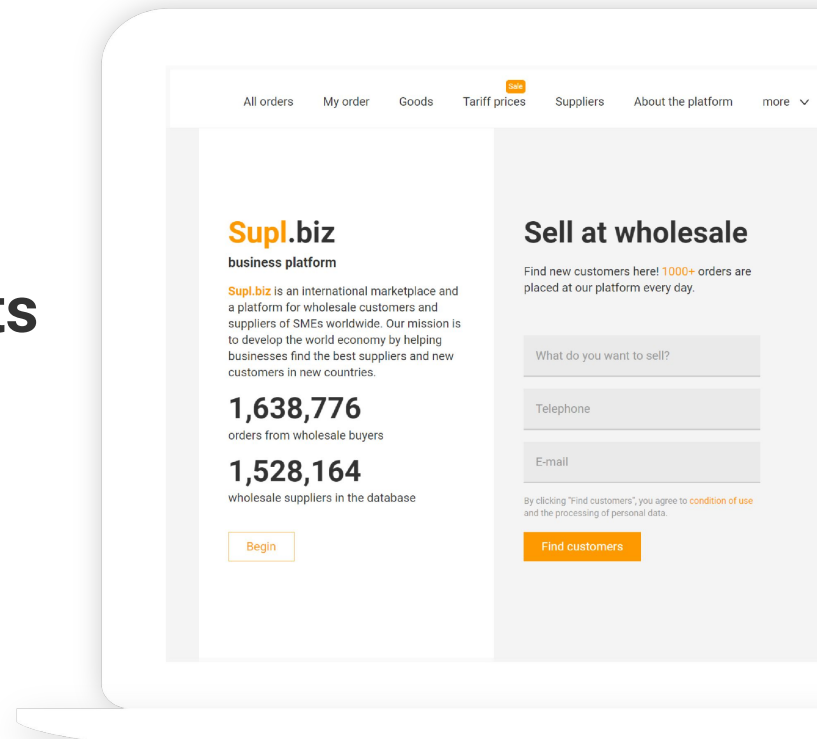 Sale
All orders My order Goods Tariff prices Suppliers About the platform more
ts
Supl.biz
business platform
Supl.biz is an international marketplace and
a platform for wholesale customers and
suppliers of SMEs worldwide. Our mission is
to develop the world economy by helping
businesses find the best suppliers and new
customers in new countries.
1,638,776
orders from wholesale buyers
1,528,164
wholesale suppliers in the database
Begin
Sell at wholesale
Find new customers here! 1000+ orders are
placed at our platform every day.
What do you want to sell?
Telephone
E-mail
By clicking "Find customers", you agree to condition of use
and the processing of personal data.
Find customers